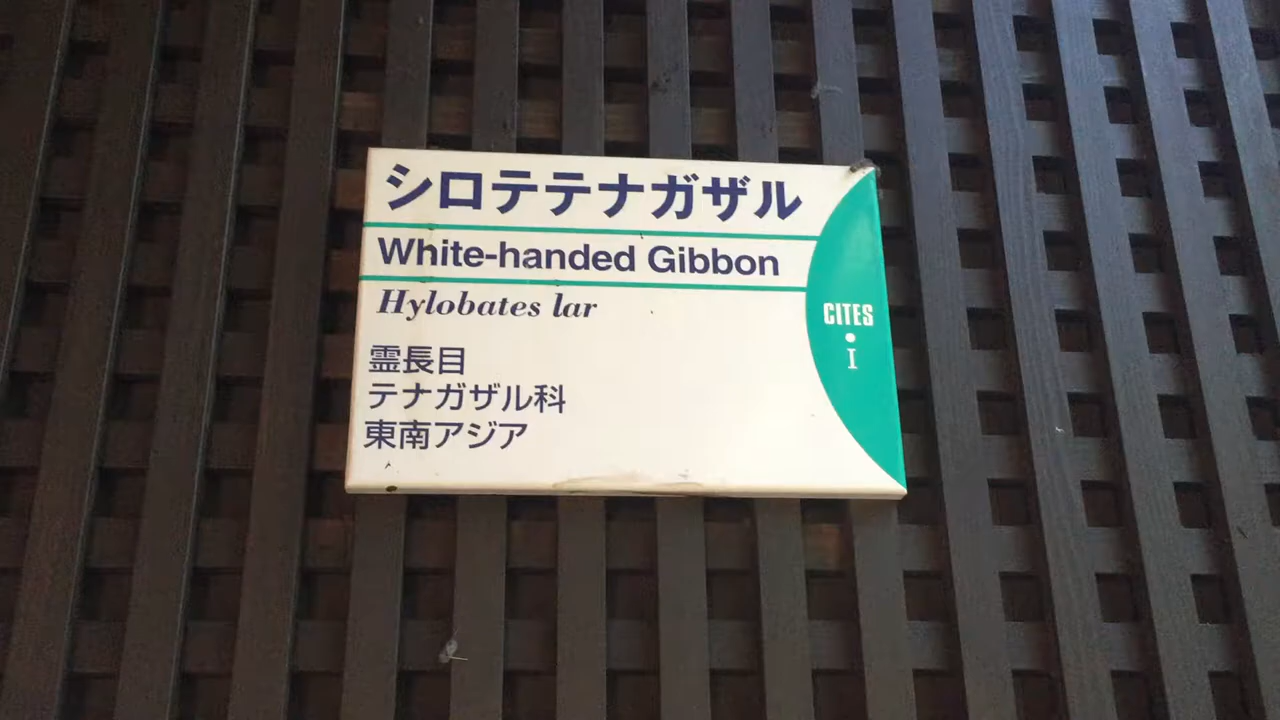 シロテテナガザル
White-handed Gibbon
Hylobates lar
霊長目
テナガザル科
東南アジア
CITES
•
I